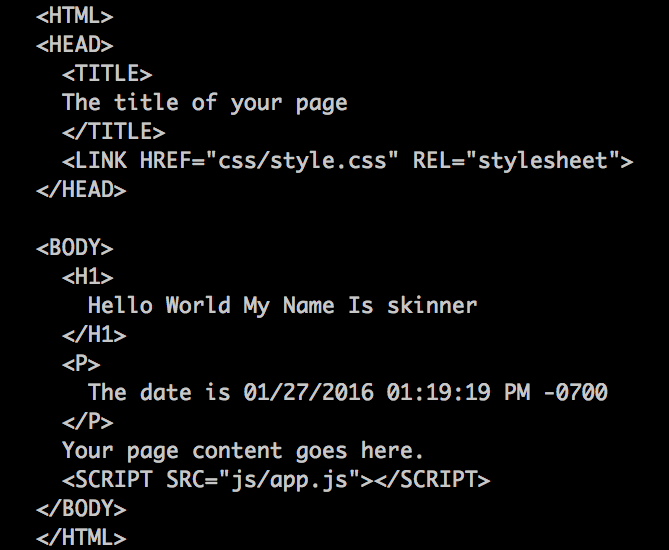 <HTML>
<HEAD>
<TITLE>
The title of your page
</TITLE>
<LINK HREF="css/style.css" REL="stylesheet">
</HEAD>
<BODY>
<H1>
Hello World My Name Is skinner
</H1>
<P>
The date is 01/27/2016 01:19:19 PM -0700
</P>
Your page content goes here.
<SCRIPT SRC="js/app.js"></SCRIPT>
</BODY>
</HTML>